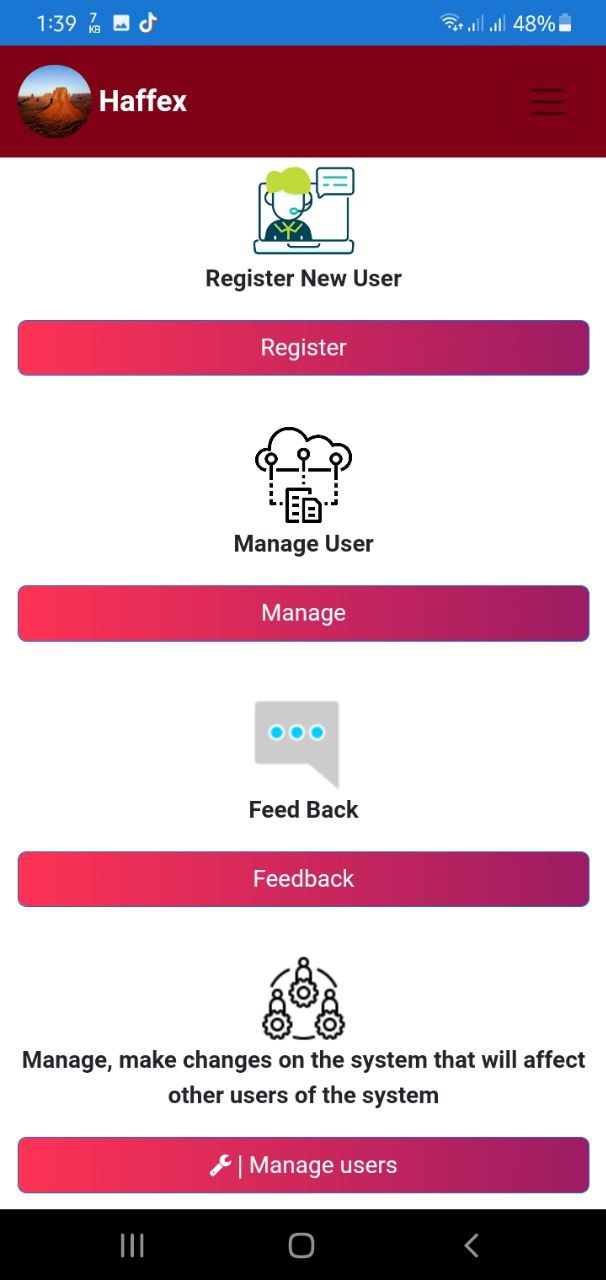 1:39 7 KB 48%
Haffex
Register New User
Register
Manage User
Manage
Feed Back
Feedback
Manage, make changes on the system that will affect
other users of the system
| Manage users